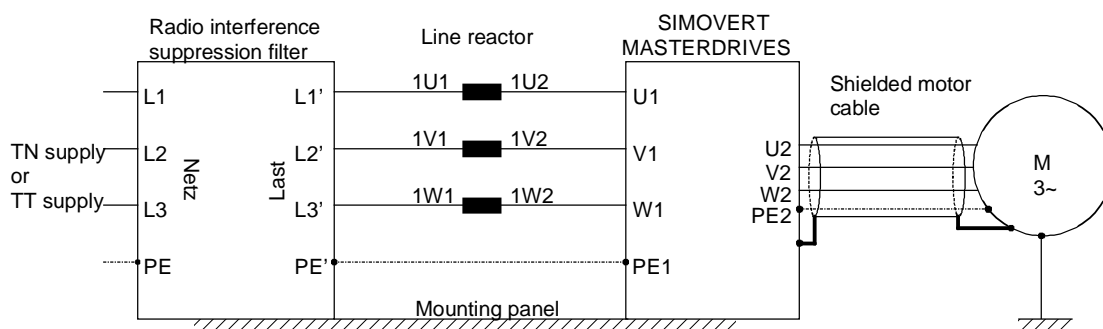 Radio interference
suppression filter
Line reactor
SIMOVERT
MASTERDRIVES
Shielded motor
cable
TN supply
or
TT supply
L1
L2
L3
PE
Netz
Last
L1'
L2'
L3'
PE'
1U1
1U2
1V1
1V2
1W1
1W2
U1
V1
W1
PE1
U2
V2
W2
PE2
M
3~
Mounting panel